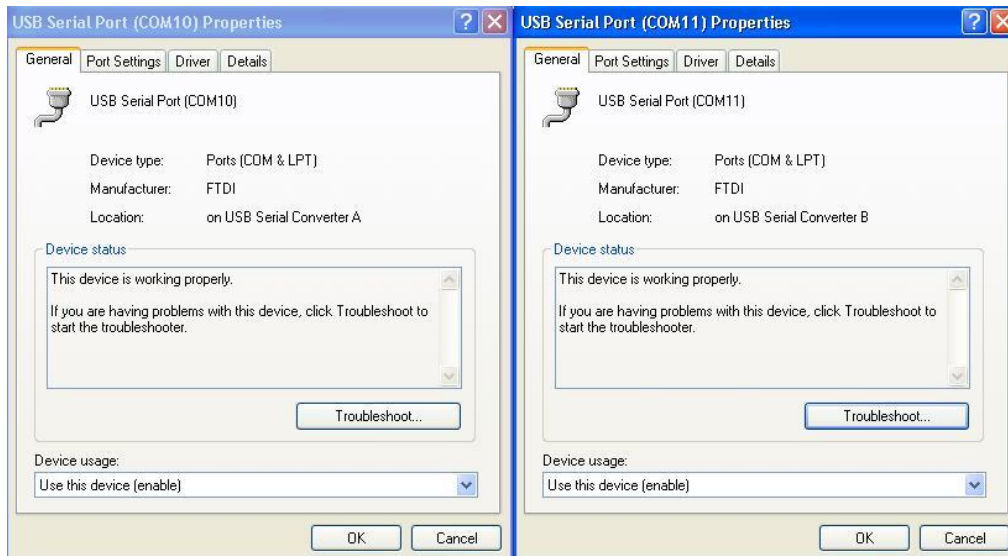 USB Serial Port (COM10) Properties
General Port Settings Driver Details
USB Serial Port (COM10)
Device type: Ports (COM & LPT)
Manufacturer: FTDI
Location: on USB Serial Converter A
Device status
This device is working properly.
If you are having problems with this device, click Troubleshoot to
start the troubleshooter.
Troubleshoot...
Device usage:
Use this device (enable)
OK Cancel
USB Serial Port (COM11) Properties
General Port Settings Driver Details
USB Serial Port (COM11)
Device type: Ports (COM & LPT)
Manufacturer: FTDI
Location: on USB Serial Converter B
Device status
This device is working properly.
If you are having problems with this device, click Troubleshoot to
start the troubleshooter.
Troubleshoot...
Device usage:
Use this device (enable)
OK Cancel